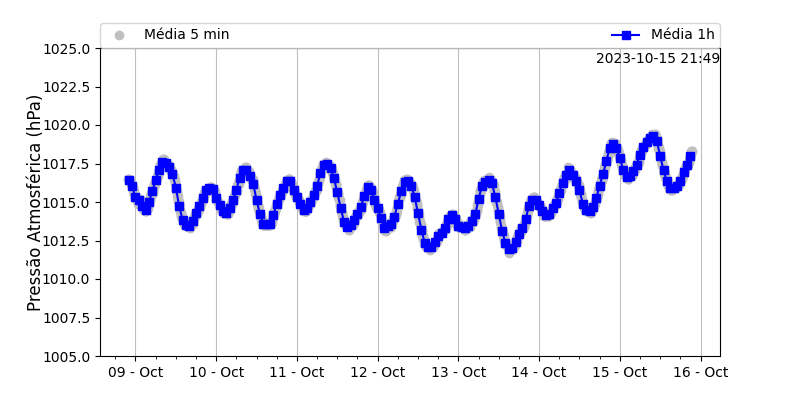 Média 5 min
Média 1h
2023-10-15 21:49
Pressão Atmosférica (hPa)
1025.0
1022.5
1020.0
1017.5
1015.0
1012.5
1010.0
1007.5
1005.0
09 - Oct
10 - Oct
11 - Oct
12 - Oct
13 - Oct
14 - Oct
15 - Oct
16 - Oct